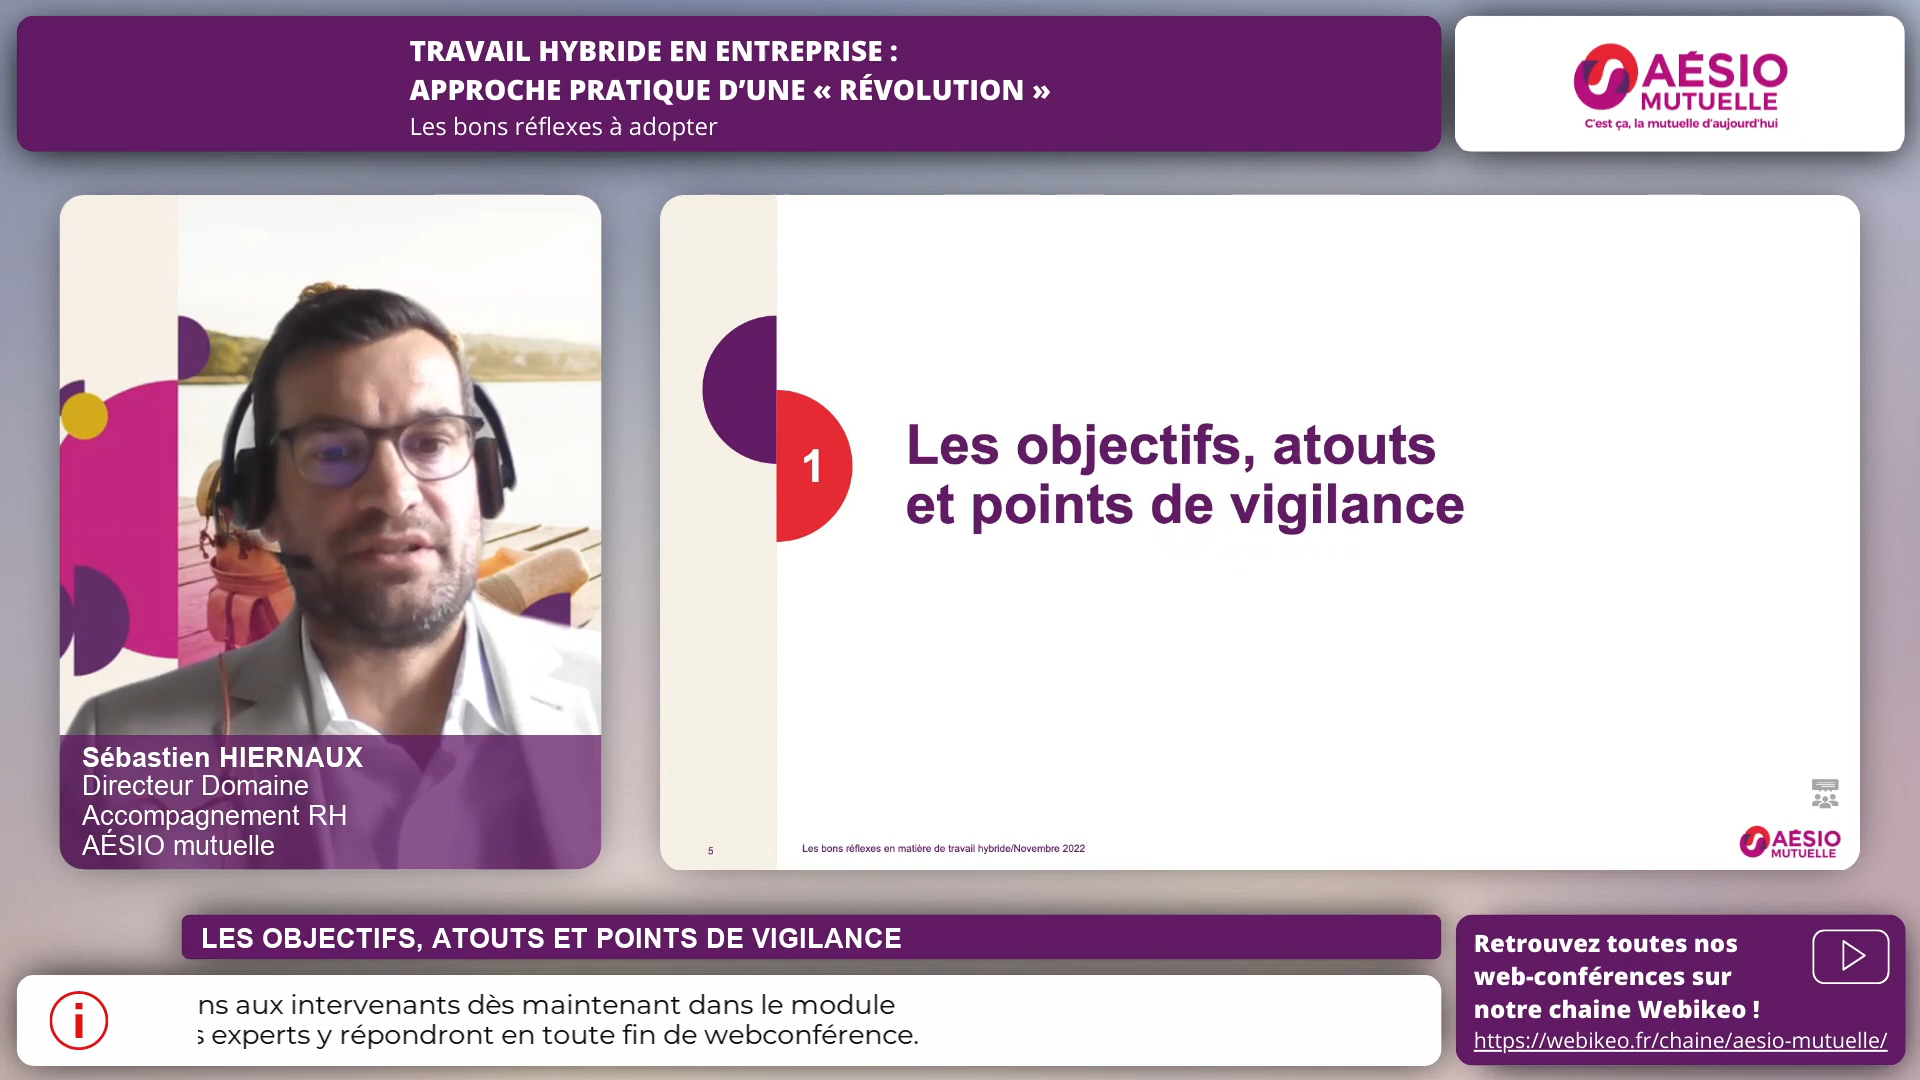 TRAVAIL HYBRIDE EN ENTREPRISE :
APPROCHE PRATIQUE D’UNE « RÉVOLUTION »
Les bons réflexes à adopter
AÉSIO
MUTUELLE
C'est ça, la mutuelle d'aujourd'hui
Sébastien HIERNAUX
Directeur Domaine
Accompagnement RH
AÉSIO mutuelle
1
Les objectifs, atouts
et points de vigilance
5
Les bons réflexes en matière de travail hybride/Novembre 2022
AÉSIO
MUTUELLE
LES OBJECTIFS, ATOUTS ET POINTS DE VIGILANCE
ns aux intervenants dès maintenant dans le module
s experts y répondront en toute fin de webconférence.
Retrouvez toutes nos
web-conférences sur
notre chaine Webikeo !
https://webikeo.fr/chaine/aesio-mutuelle/